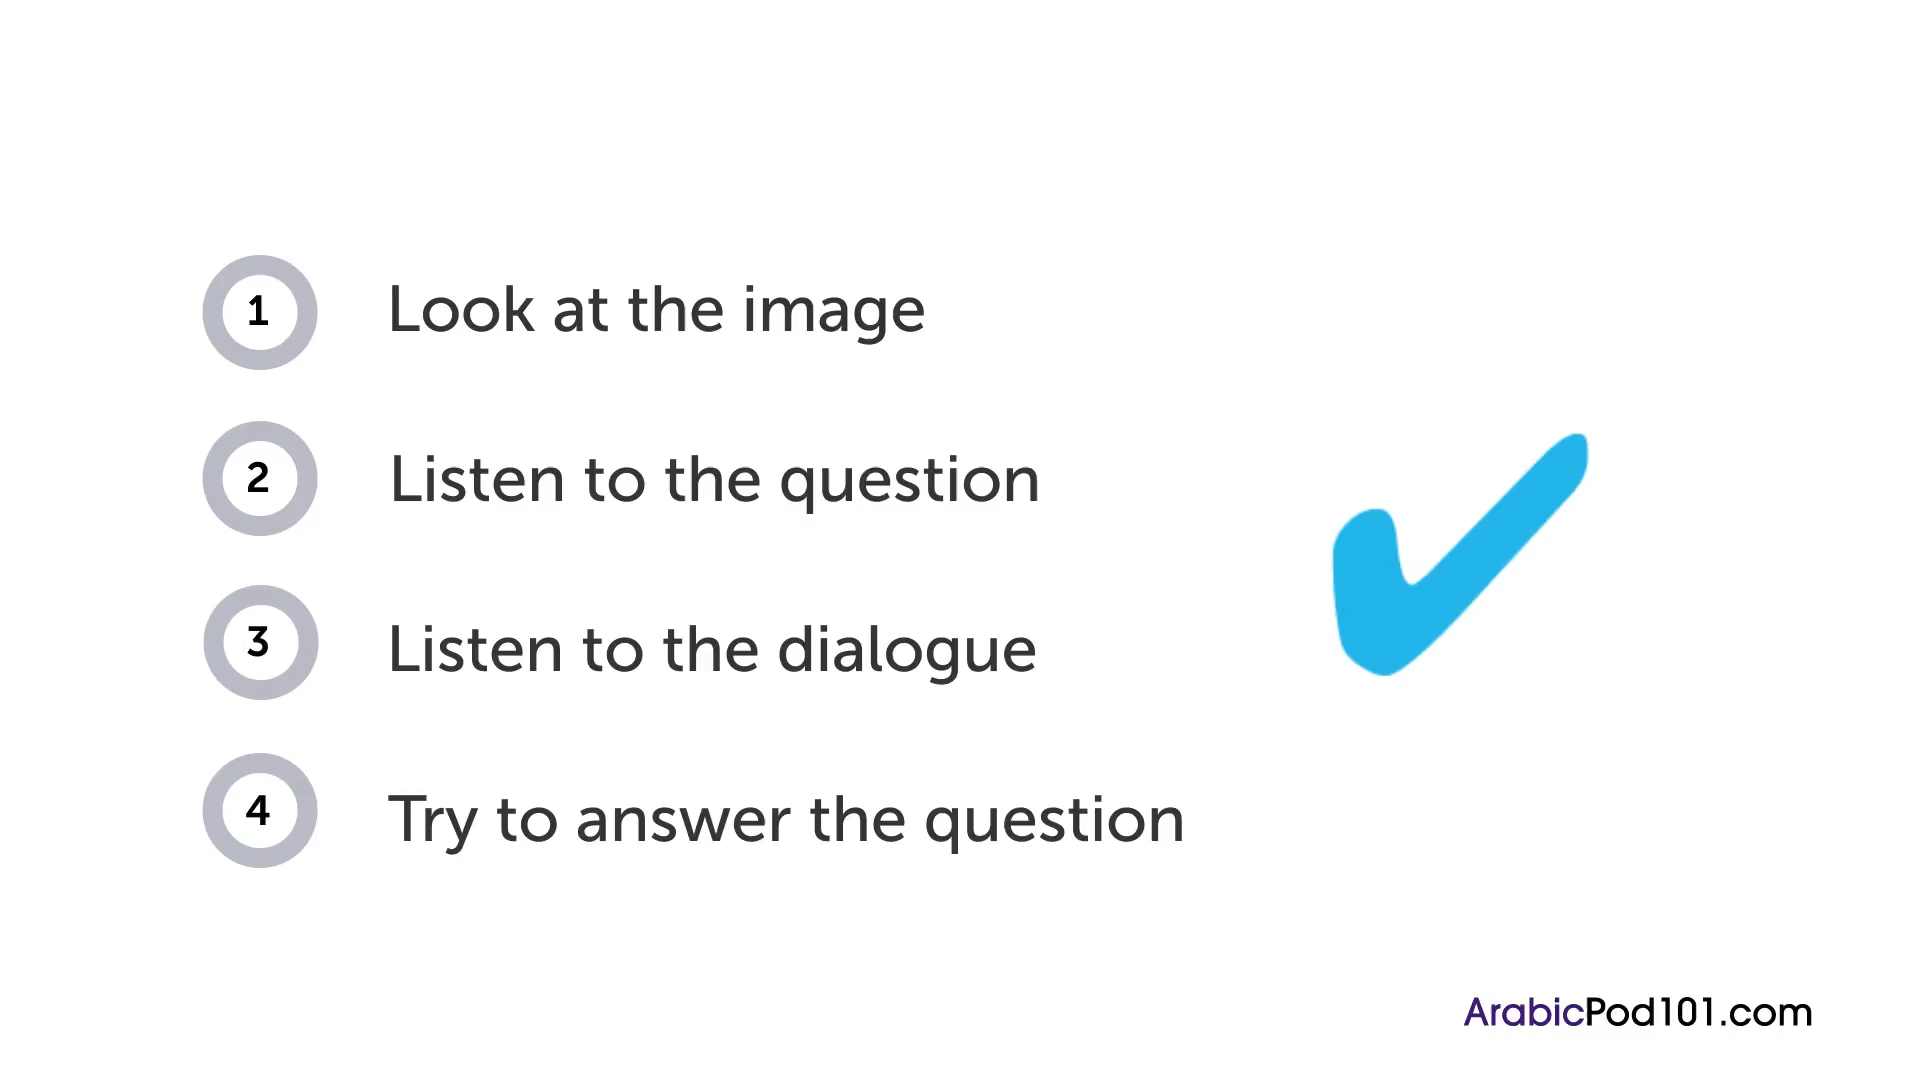 1 Look at the image
2 Listen to the question
3 Listen to the dialogue
4 Try to answer the question
ArabicPod101.com